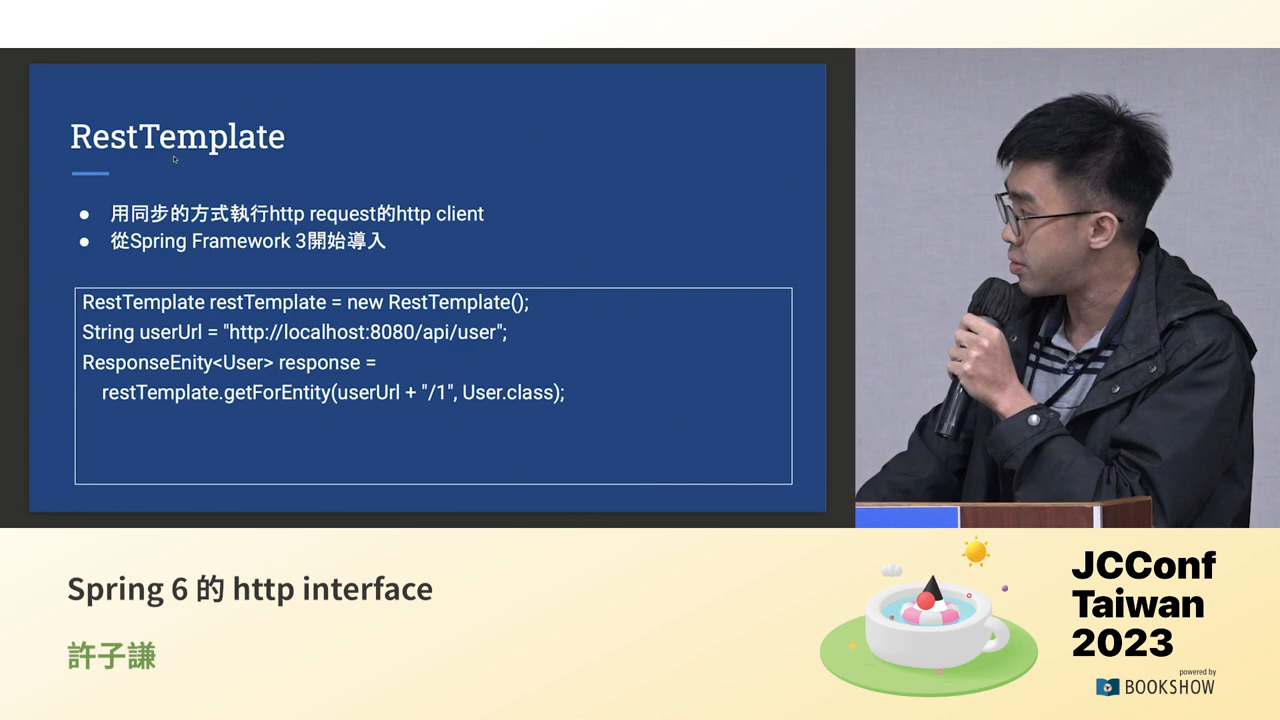 RestTemplate
● 用同步的方式執行http request的http client
● 從Spring Framework 3開始導入
RestTemplate restTemplate = new RestTemplate();
String userUrl = "http://localhost:8080/api/user";
ResponseEnity<User> response =
restTemplate.getForEntity(userUrl + "/1", User.class);
Spring 6 的 http interface
許子謙
JCConf
Taiwan
2023
powered by
BOOKSHOW